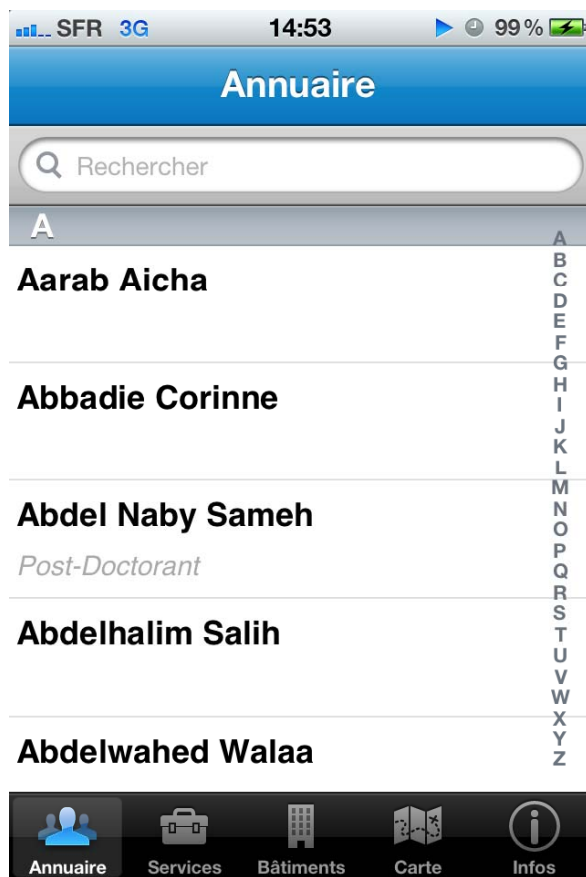 SFR 3G 14:53 99 %
Annuaire
Rechercher
A
Aarab Aicha
Abbadie Corinne
Abdel Naby Sameh
Post-Doctorant
Abdelhalim Salih
Abdelwahed Walaa
A
B
C
D
E
F
G
H
I
J
K
L
M
N
O
P
Q
R
S
T
U
V
W
X
Y
Z
Annuaire Services Bâtiments Carte Infos